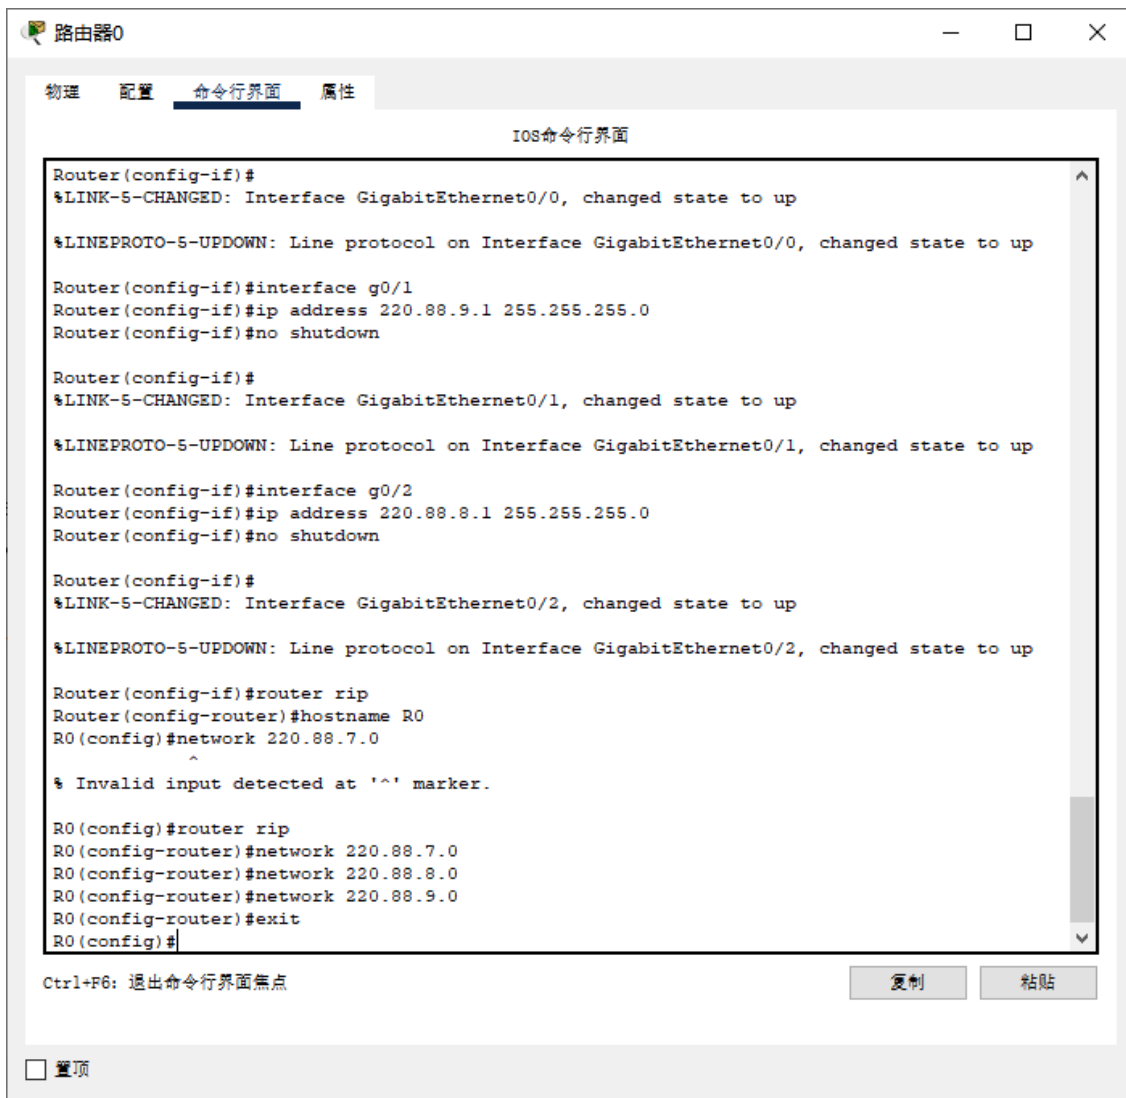 路由器0
物理 配置 命令行界面 属性
IOS命令行界面
Router(config-if)#
%LINK-5-CHANGED: Interface GigabitEthernet0/0, changed state to up
%LINEPROTO-5-UPDOWN: Line protocol on Interface GigabitEthernet0/0, changed state to up
Router(config-if)#interface g0/1
Router(config-if)#ip address 220.88.9.1 255.255.255.0
Router(config-if)#no shutdown
Router(config-if)#
%LINK-5-CHANGED: Interface GigabitEthernet0/1, changed state to up
%LINEPROTO-5-UPDOWN: Line protocol on Interface GigabitEthernet0/1, changed state to up
Router(config-if)#interface g0/2
Router(config-if)#ip address 220.88.8.1 255.255.255.0
Router(config-if)#no shutdown
Router(config-if)#
%LINK-5-CHANGED: Interface GigabitEthernet0/2, changed state to up
%LINEPROTO-5-UPDOWN: Line protocol on Interface GigabitEthernet0/2, changed state to up
Router(config-if)#router rip
Router(config-router)#hostname R0
R0(config)#network 220.88.7.0
^
% Invalid input detected at '^' marker.
R0(config)#router rip
R0(config-router)#network 220.88.7.0
R0(config-router)#network 220.88.8.0
R0(config-router)#network 220.88.9.0
R0(config-router)#exit
R0(config)#
Ctrl+F6: 退出命令行界面焦点 复制 粘贴
置顶